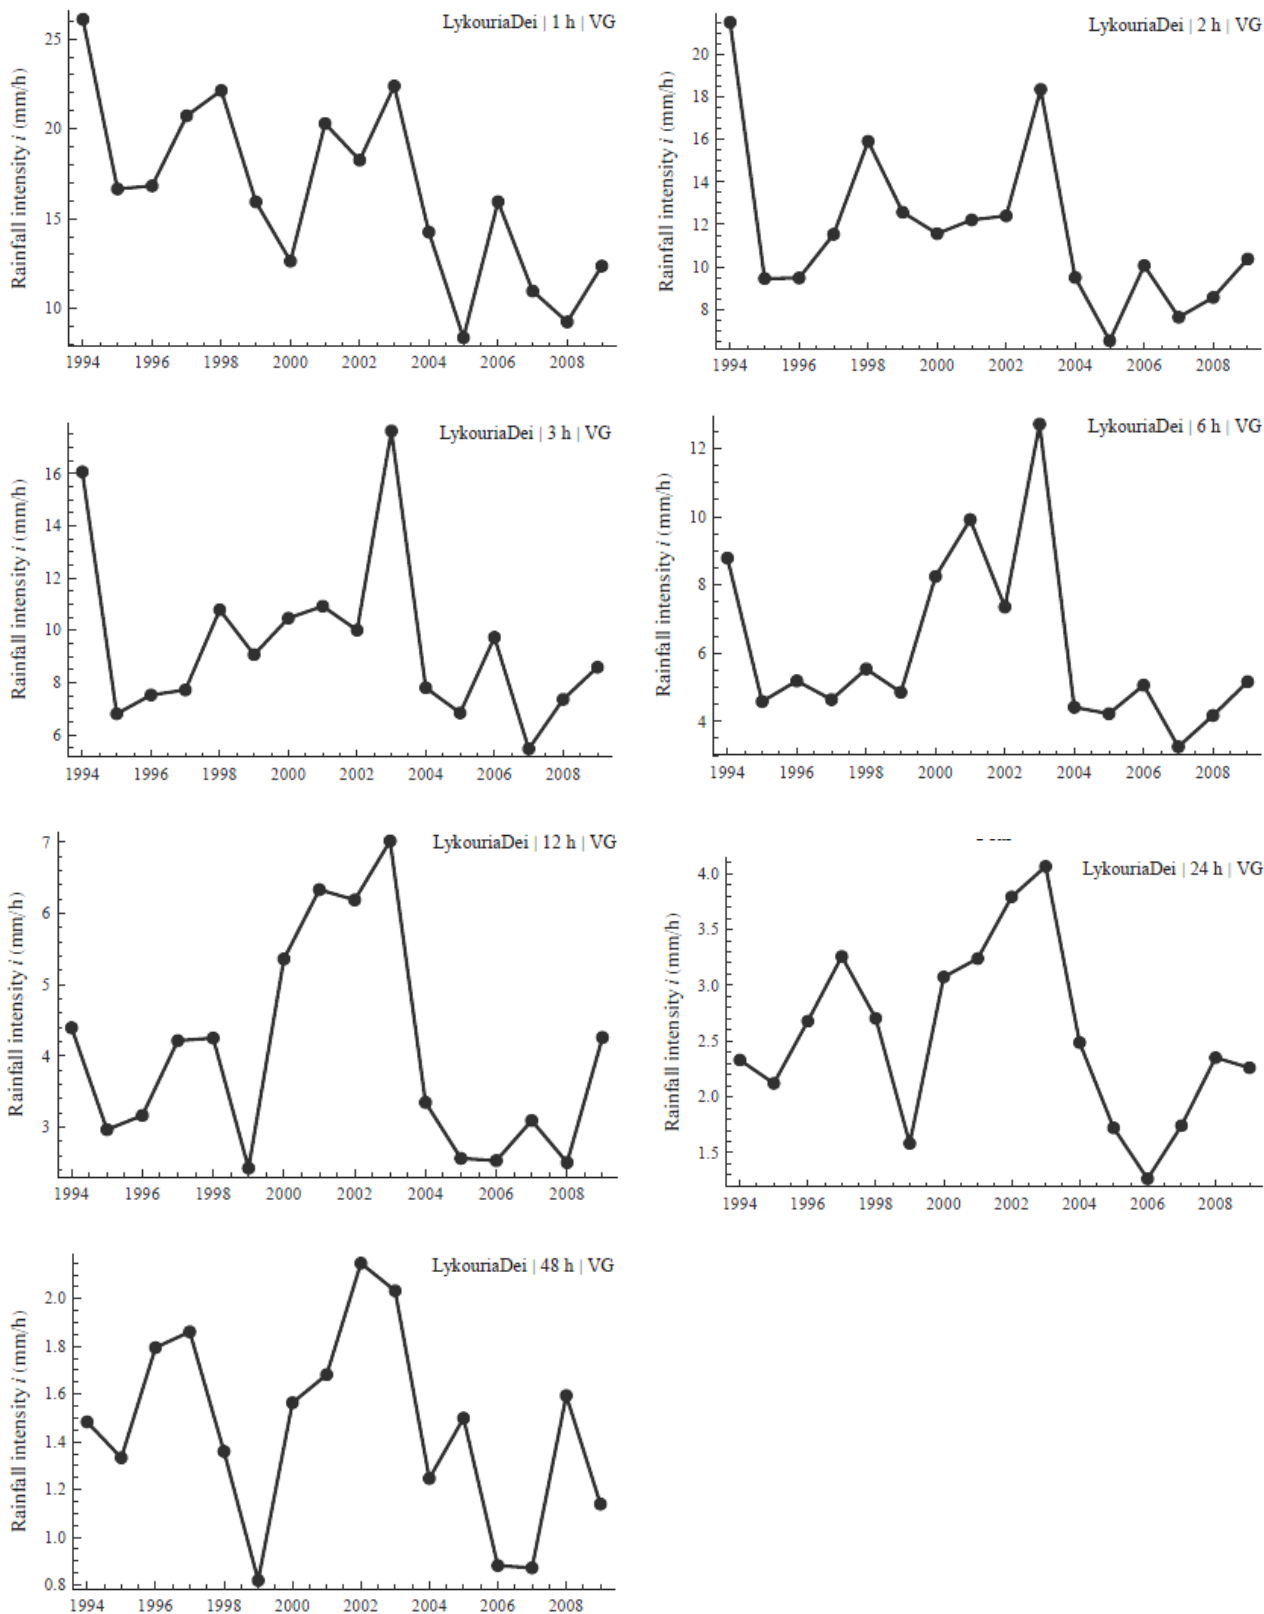 LykouriaDei | 1 h | VG
Rainfall intensity i (mm/h)
25
20
15
10
1994 1996 1998 2000 2002 2004 2006 2008
LykouriaDei | 2 h | VG
Rainfall intensity i (mm/h)
20
18
16
14
12
10
8
1994 1996 1998 2000 2002 2004 2006 2008
LykouriaDei | 3 h | VG
Rainfall intensity i (mm/h)
16
14
12
10
8
6
1994 1996 1998 2000 2002 2004 2006 2008
LykouriaDei | 6 h | VG
Rainfall intensity i (mm/h)
12
10
8
6
4
1994 1996 1998 2000 2002 2004 2006 2008
LykouriaDei | 12 h | VG
Rainfall intensity i (mm/h)
7
6
5
4
3
1994 1996 1998 2000 2002 2004 2006 2008
LykouriaDei | 24 h | VG
Rainfall intensity i (mm/h)
4.0
3.5
3.0
2.5
2.0
1.5
1994 1996 1998 2000 2002 2004 2006 2008
LykouriaDei | 48 h | VG
Rainfall intensity i (mm/h)
2.0
1.8
1.6
1.4
1.2
1.0
0.8
1994 1996 1998 2000 2002 2004 2006 2008